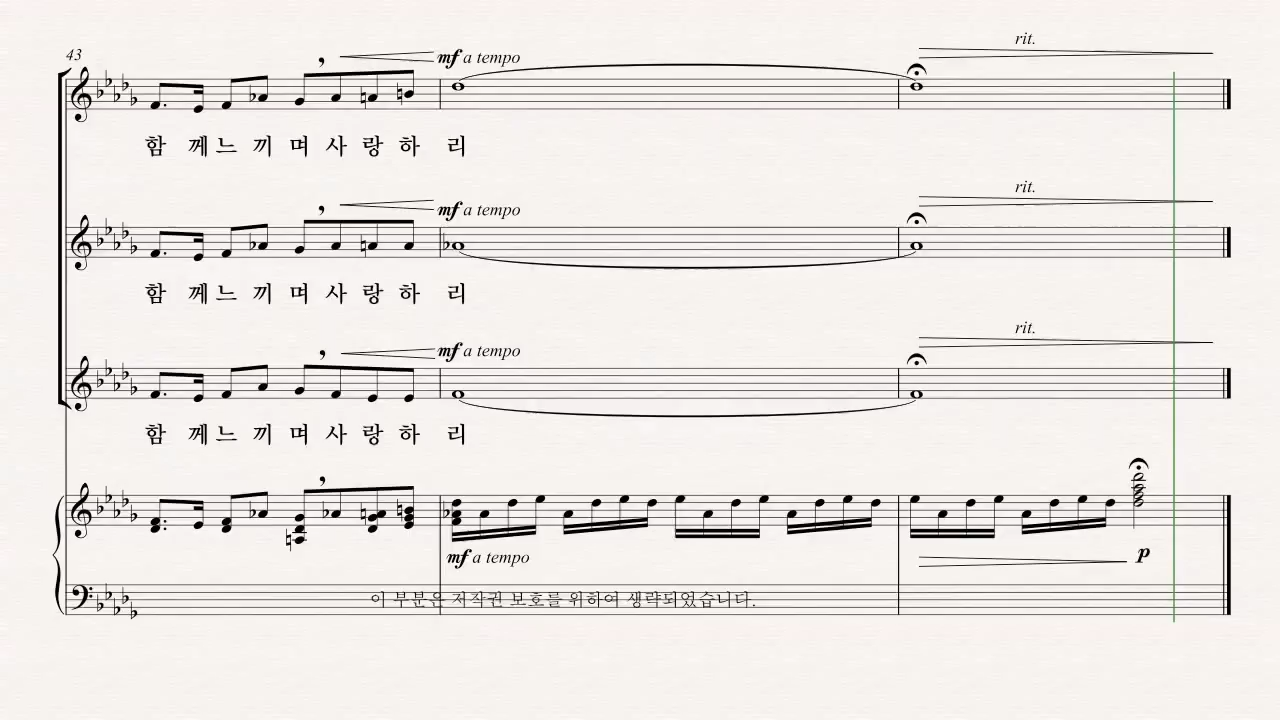 43
mf a tempo
rit.
함 께 느 끼 며 사 랑 하 리
rit.
mf a tempo
함 께 느 끼 며 사 랑 하 리
rit.
mf a tempo
함 께 느 끼 며 사 랑 하 리
mf a tempo
p
이 부분은 저작권 보호를 위하여 생략되었습니다.